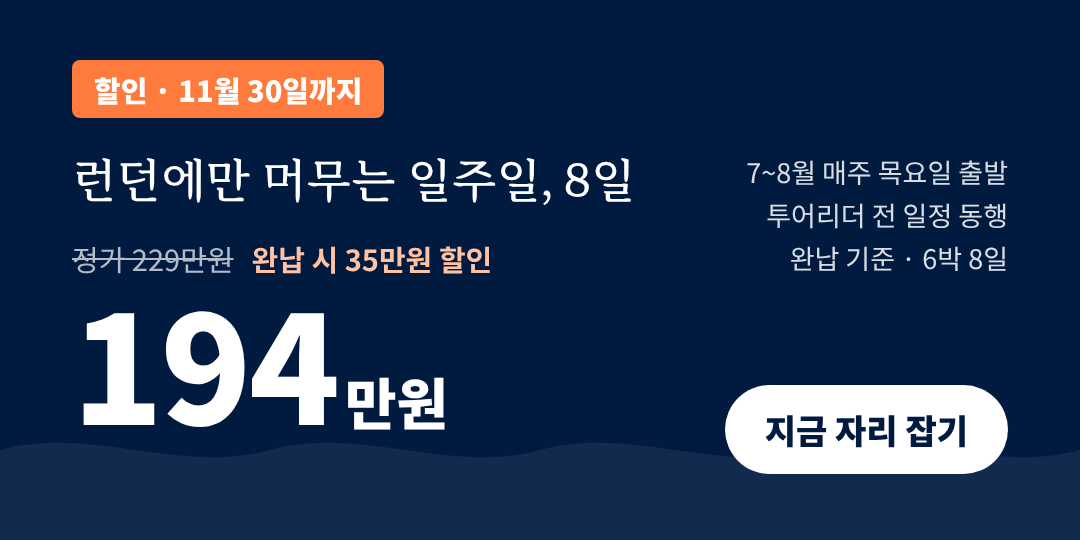 할인 · 11월 30일까지
런던에만 머무는 일주일, 8일
정가 229만원 완납 시 35만원 할인
194만원
7~8월 매주 목요일 출발
투어리더 전 일정 동행
완납 기준 · 6박 8일
지금 자리 잡기